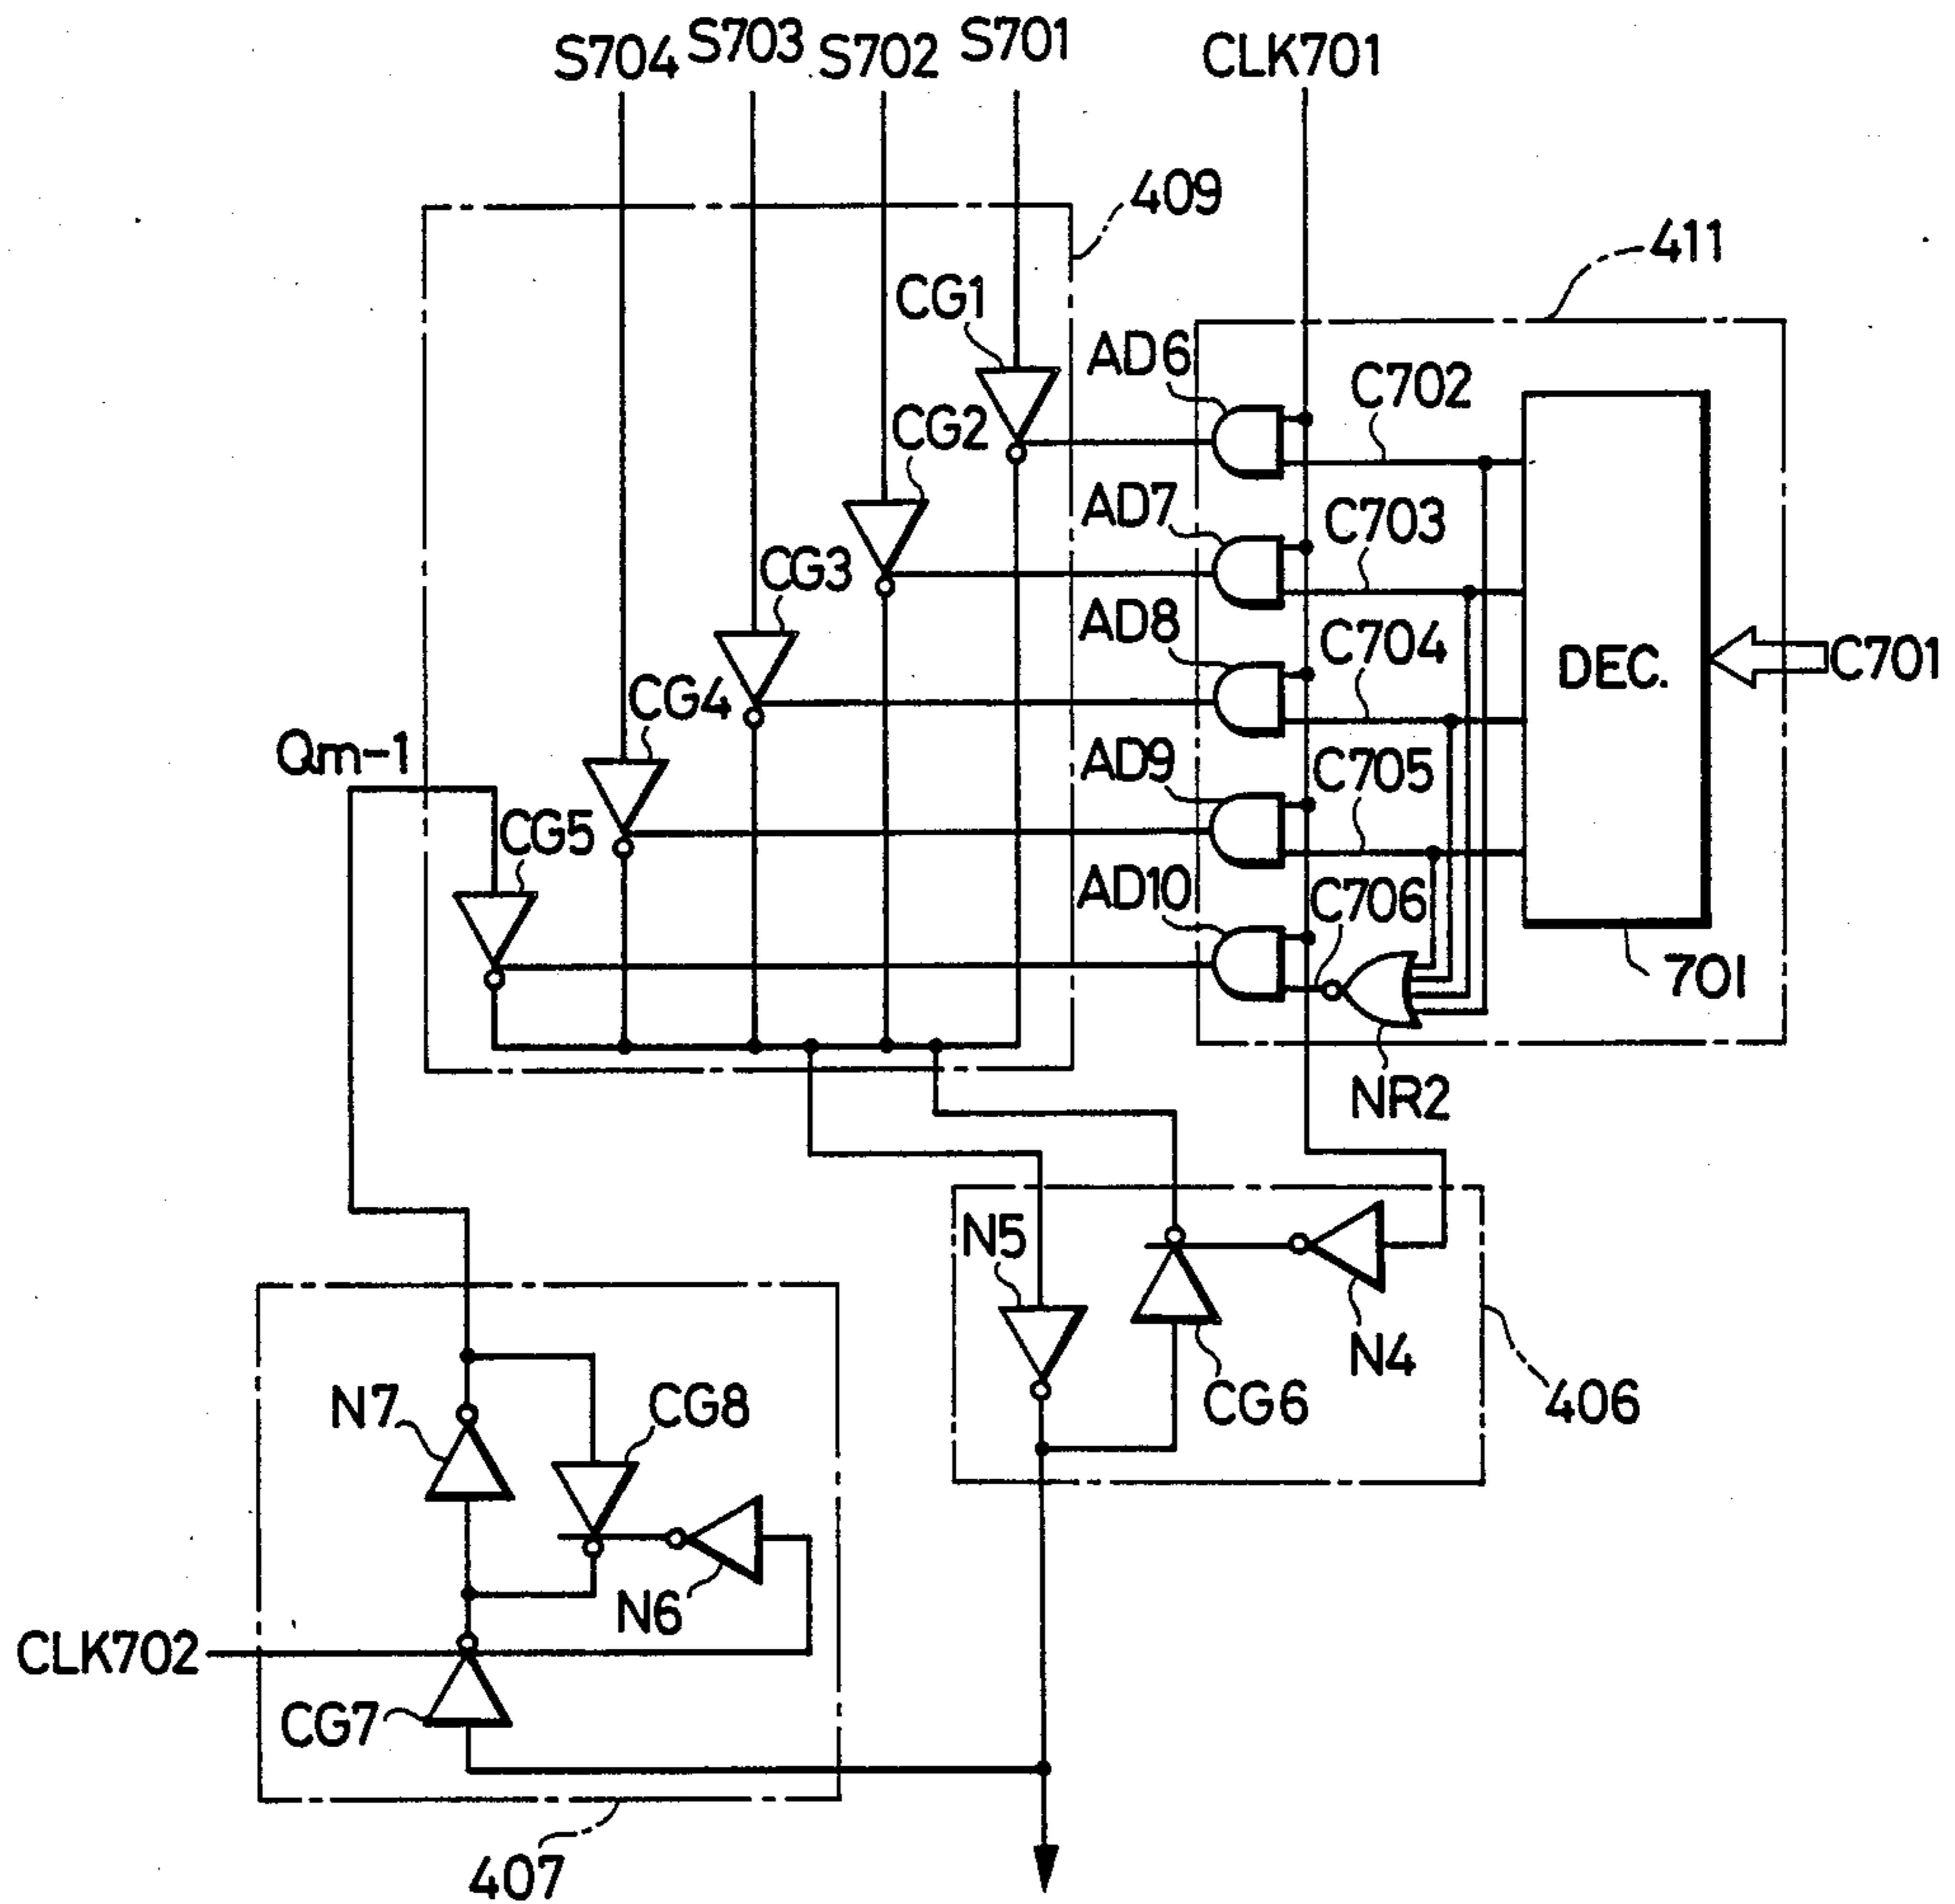 S704
S703
S702
S701
CLK701
409
411
CG1
AD6
C702
CG2
AD7
C703
CG3
AD8
C704
DEC.
C701
CG4
Qm-1
AD9
C705
CG5
AD10
C706
701
NR2
N5
N4
CG6
406
N7
CG8
N6
CLK702
CG7
407